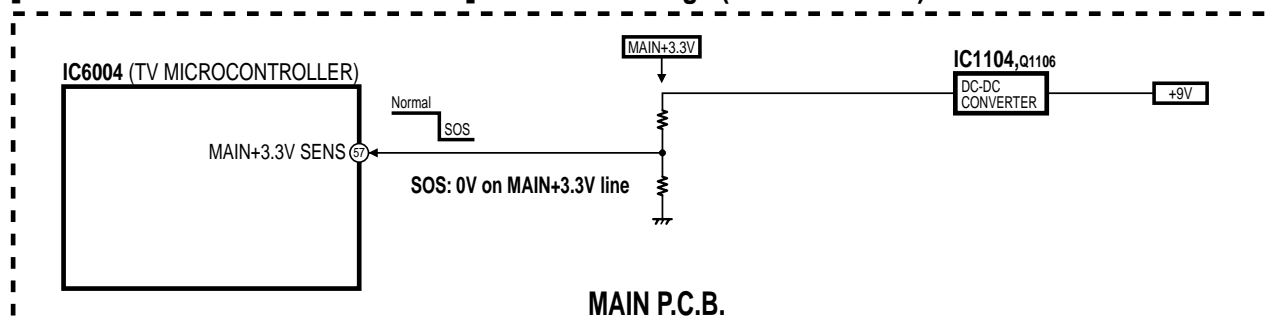 MAIN+3.3V
IC6004 (TV MICROCONTROLLER)
IC1104,Q1106
DC-DC
CONVERTER
+9V
Normal
SOS
MAIN+3.3V SENS 57
SOS: 0V on MAIN+3.3V line
MAIN P.C.B.